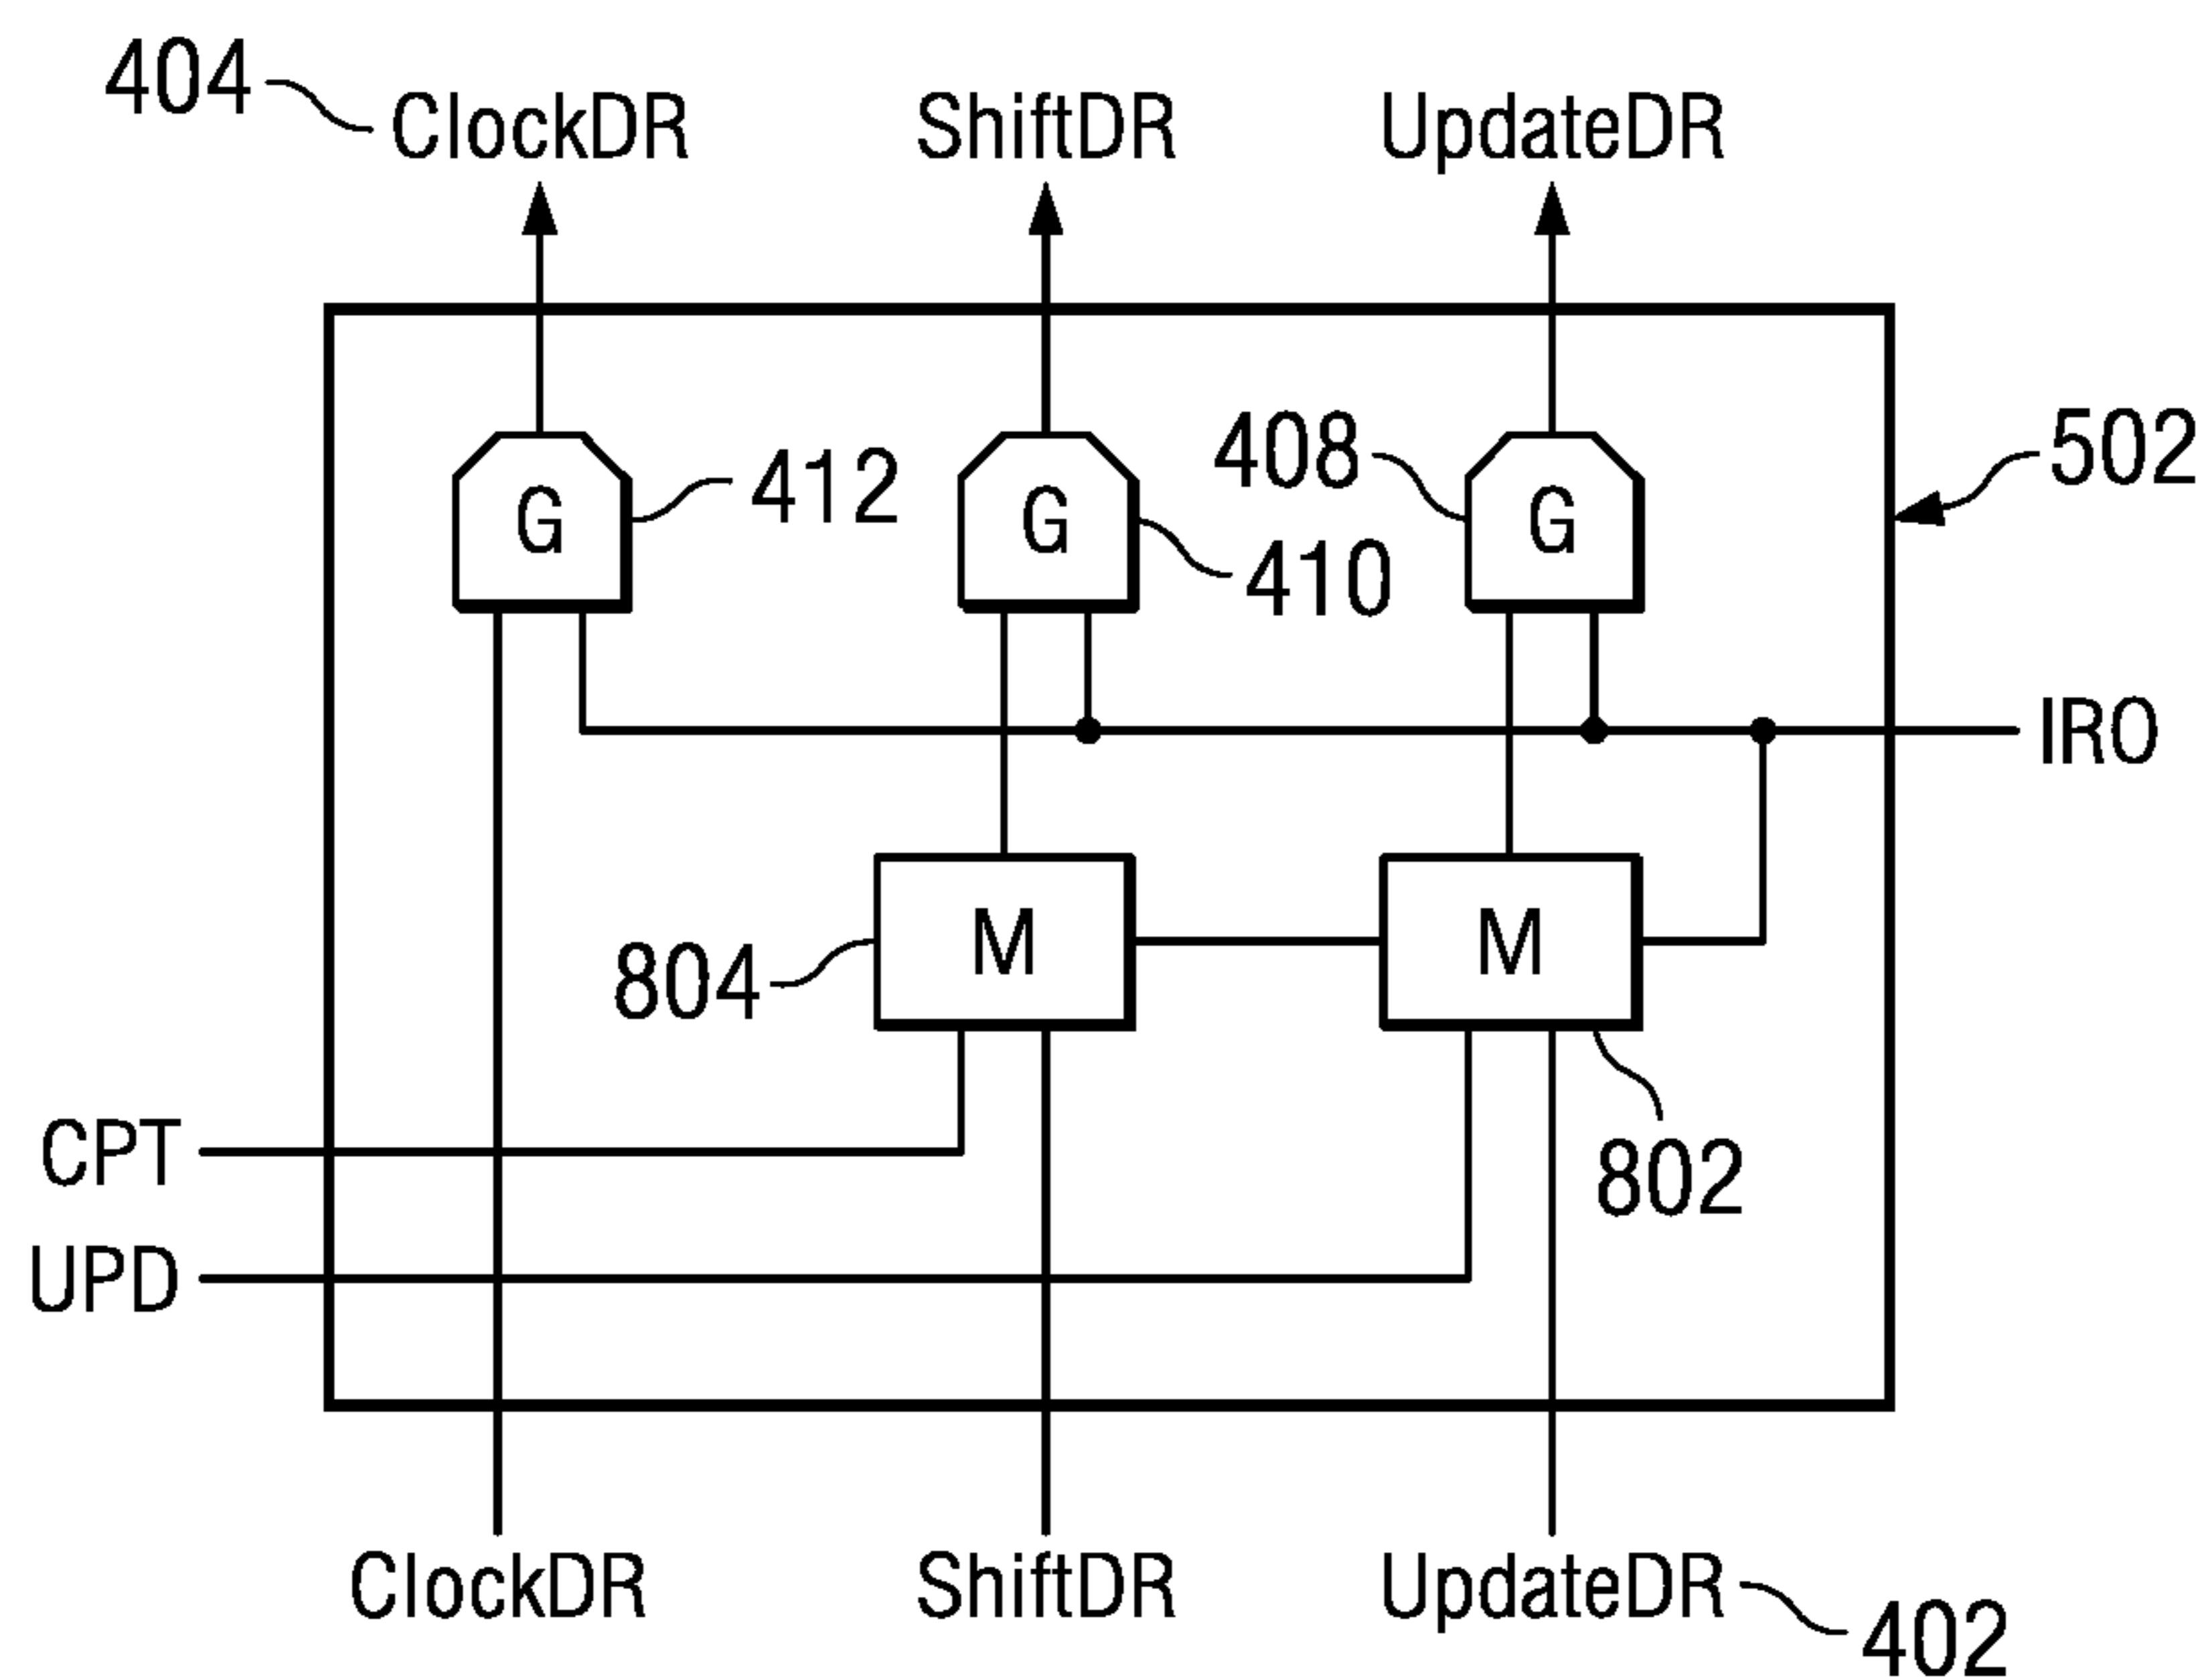 404 ClockDR ShiftDR UpdateDR
G 412 G 410 408 G 502
IRO
804 M M 802
CPT
UPD
ClockDR ShiftDR UpdateDR 402